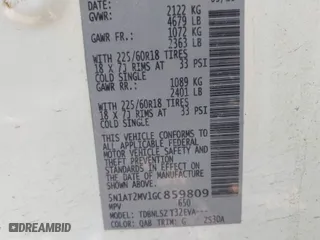 DATE:
GVWR: 2122 KG
4679 LB
GAWR FR.: 1072 KG
2363 LB
WITH 225/60R18 TIRES
18 X 7J RIMS AT 33 PSI
COLD SINGLE
GAWR RR.: 1089 KG
2401 LB
WITH 225/60R18 TIRES
18 X 7J RIMS AT 33 PSI
COLD SINGLE
THIS VEHICLE CONFORMS TO ALL
APPLICABLE FEDERAL MOTOR
VEHICLE SAFETY, BUMPER, AND
THEFT PREVENTION STANDARDS
IN EFFECT ON THE DATE OF
MANUFACTURE SHOWN ABOVE.
5N1AT2MV1GC859809
MPV 650
MODEL:
COLOR: QAB TRIM: G